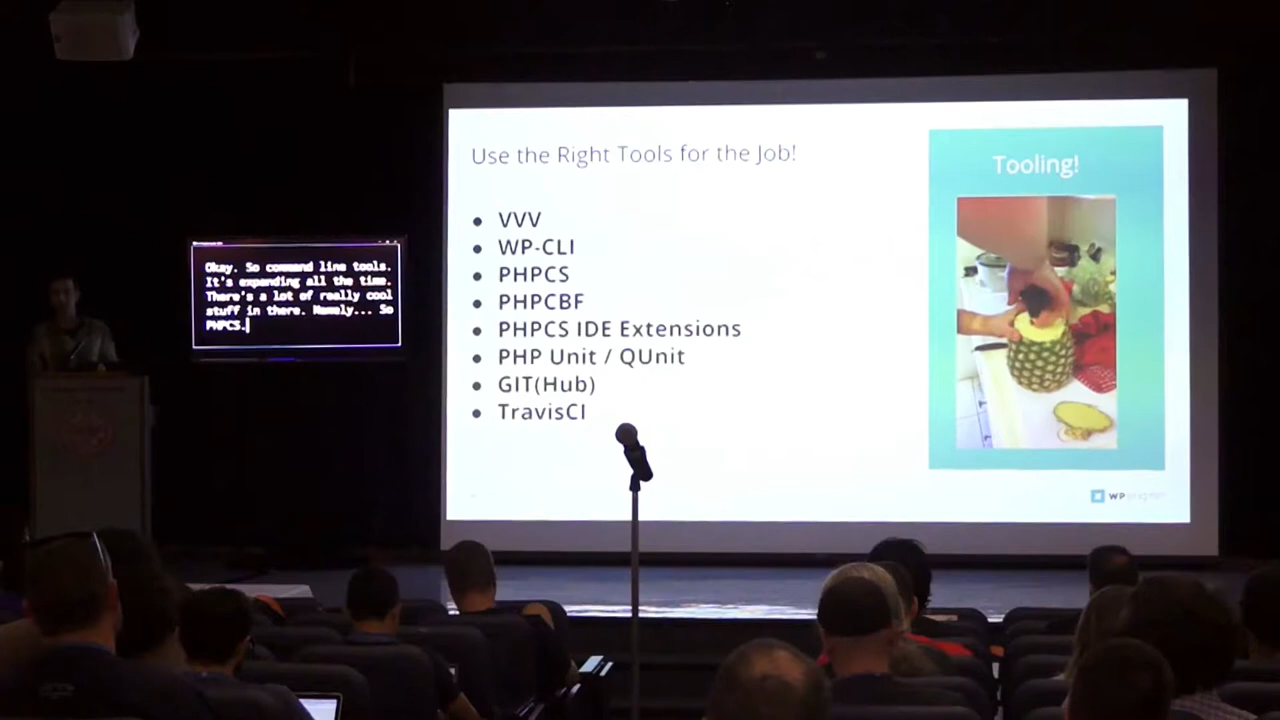 Okay. So command line tools.
It's expanding all the time.
There's a lot of really cool
stuff in there. Namely... So
PHPCS.
Use the Right Tools for the Job!
● VVV
● WP-CLI
● PHPCS
● PHPCBF
● PHPCS IDE Extensions
● PHP Unit / QUnit
● GIT(Hub)
● TravisCI
Tooling!